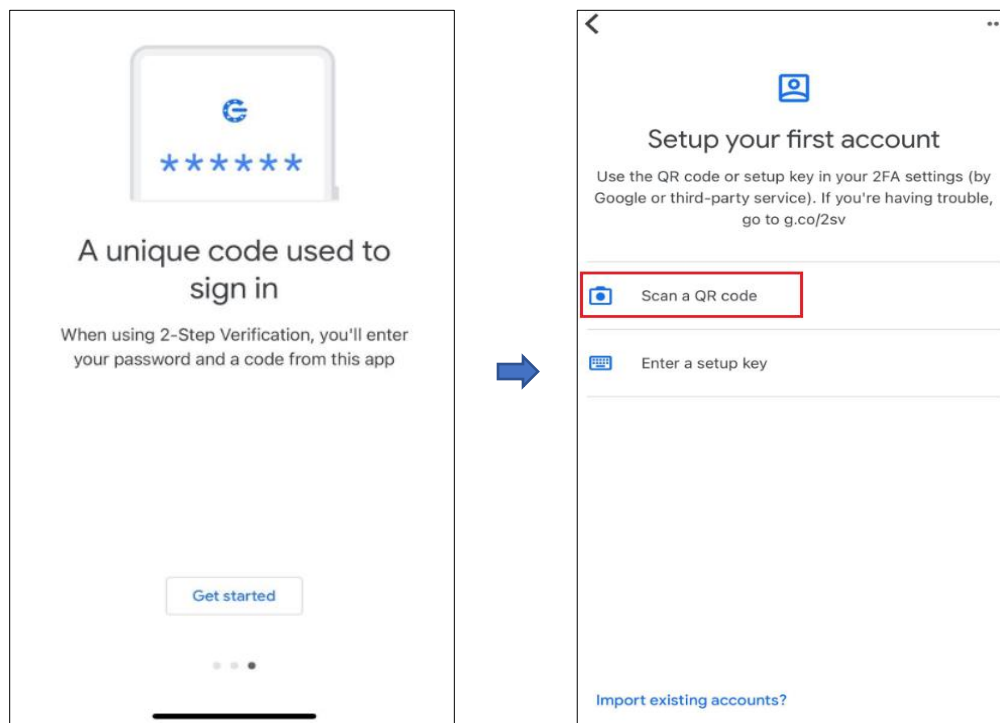 ******
A unique code used to
sign in
When using 2-Step Verification, you'll enter
your password and a code from this app
Get started
Setup your first account
Use the QR code or setup key in your 2FA settings (by
Google or third-party service). If you're having trouble,
go to g.co/2sv
Scan a QR code
Enter a setup key
Import existing accounts?